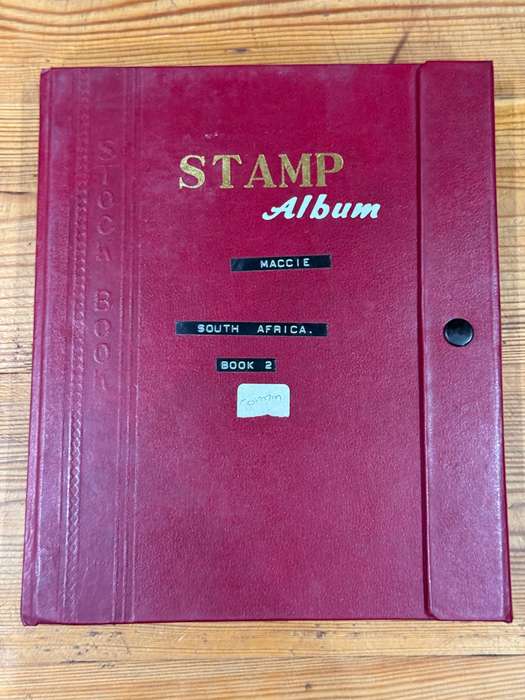 STOCK BOOK
STAMP
Album
MACCIE
SOUTH AFRICA.
BOOK 2